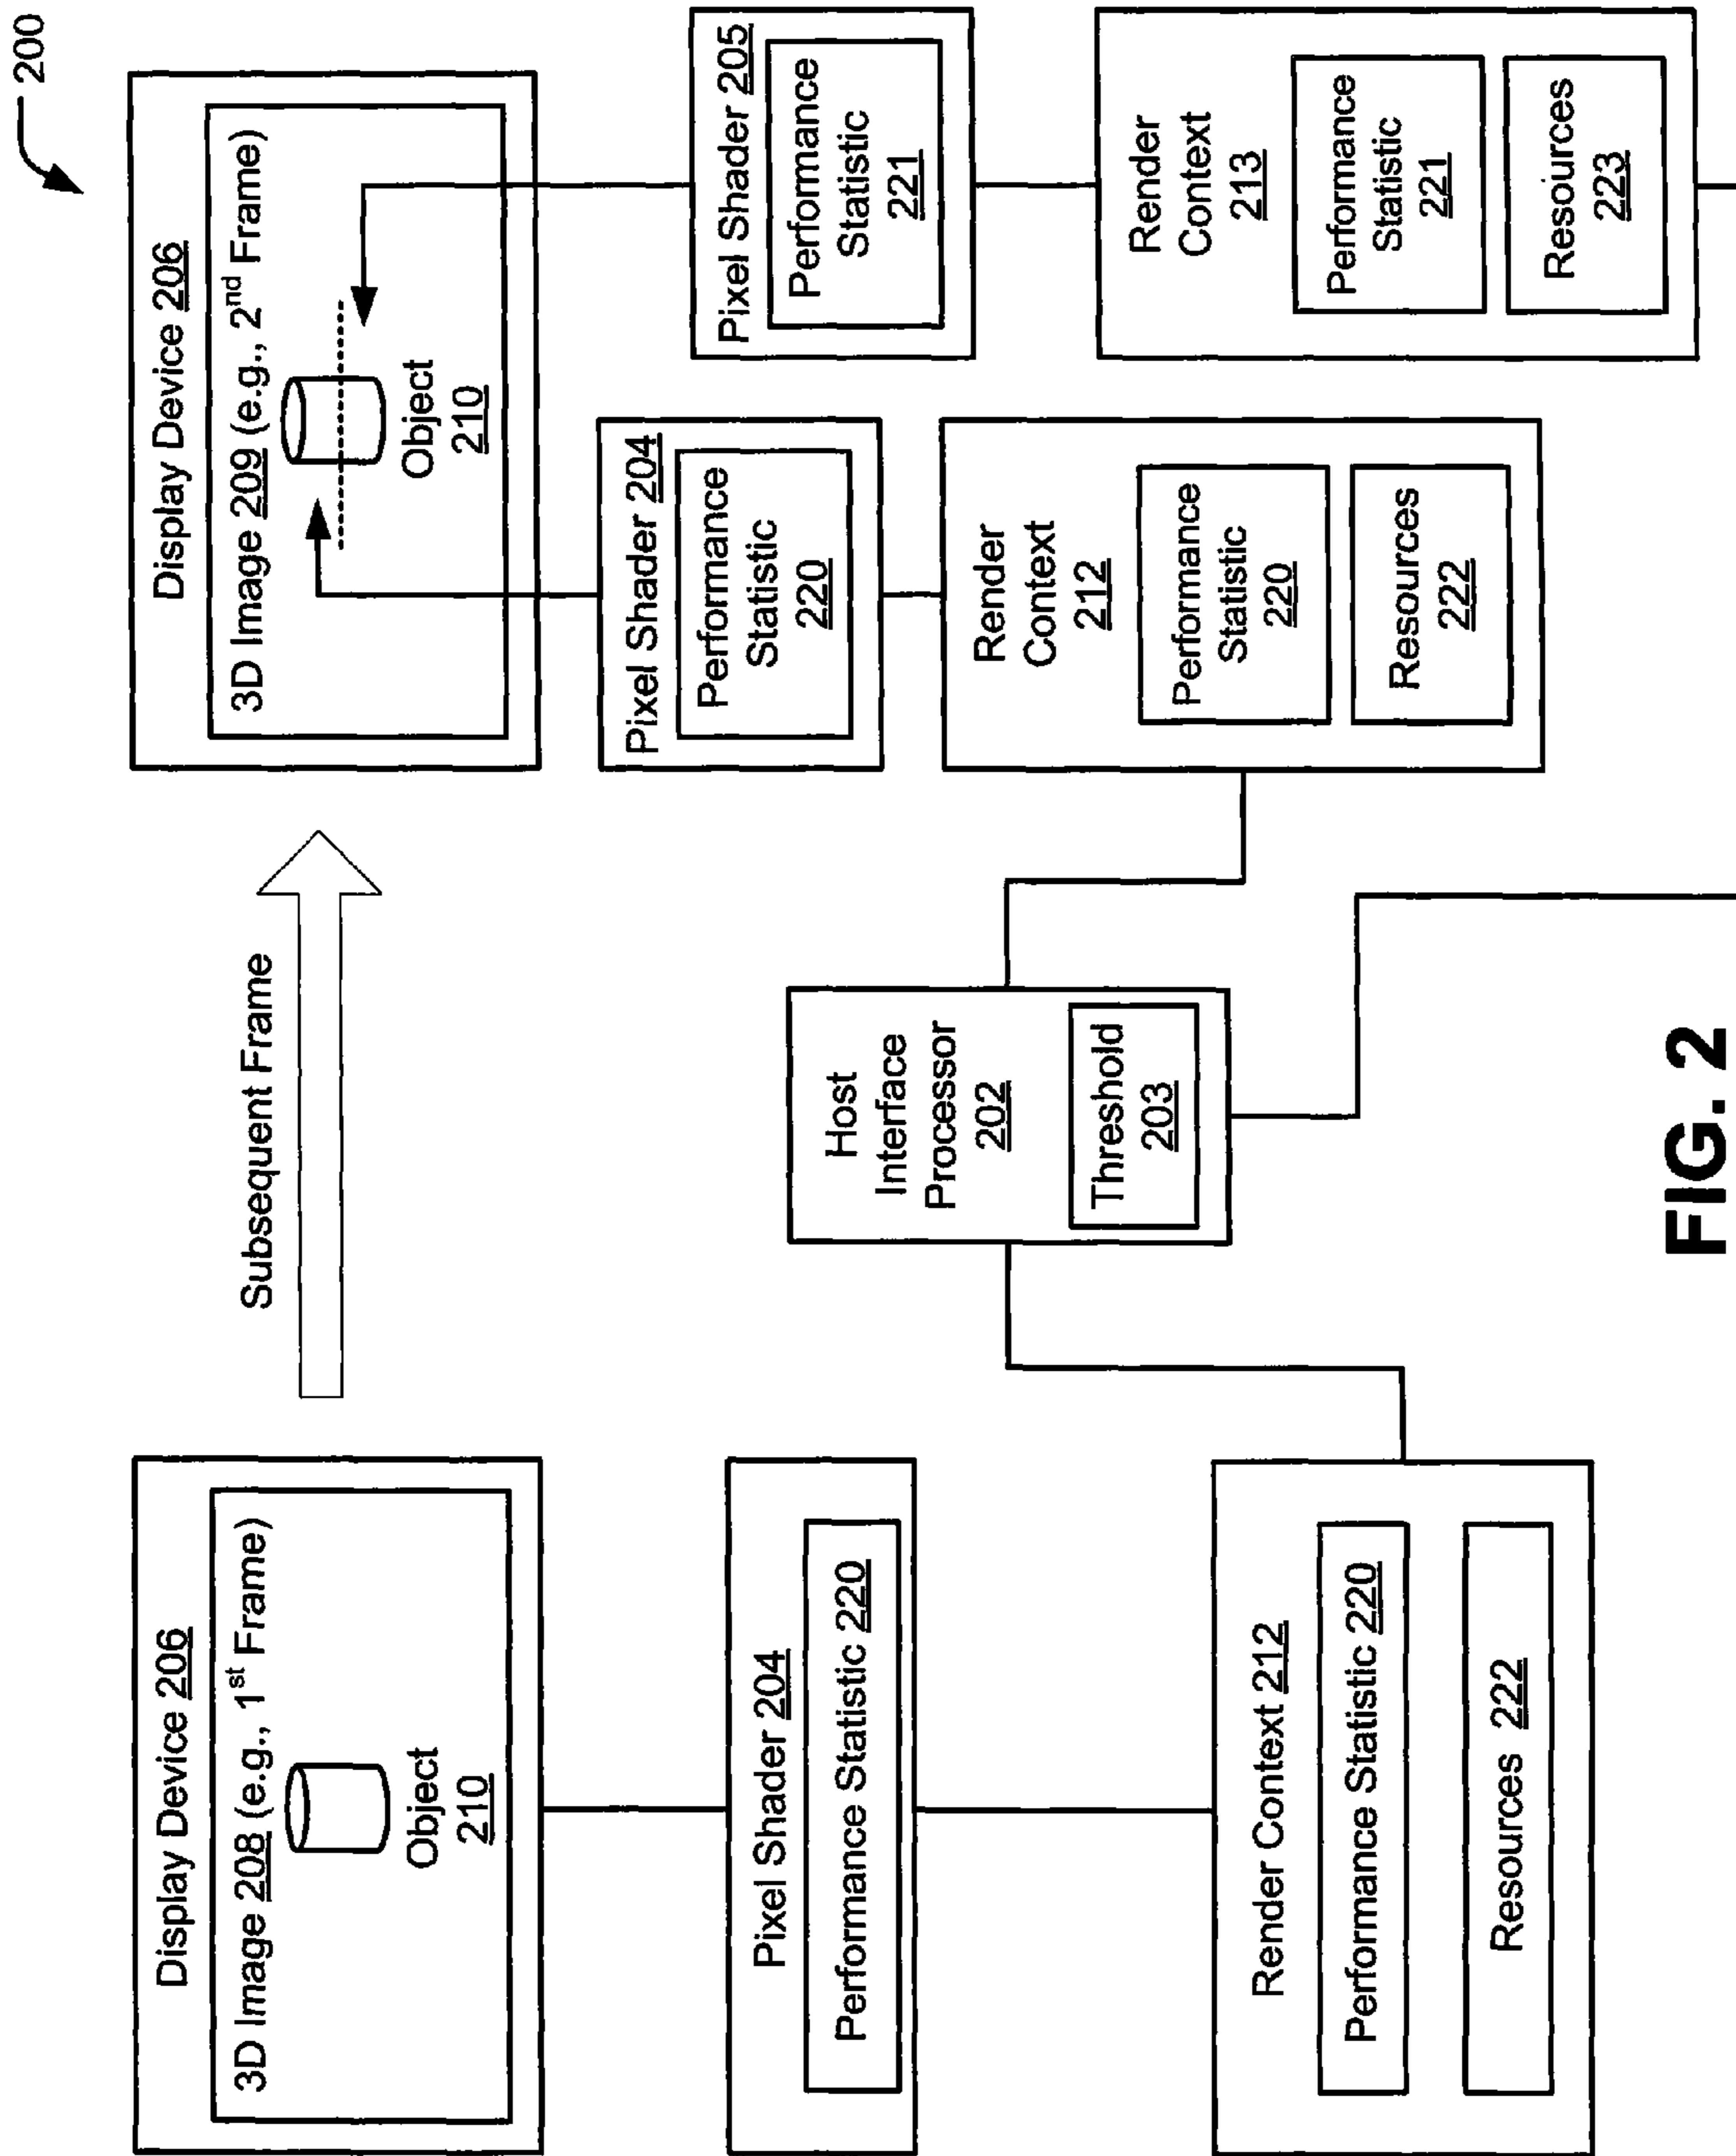 200
Display Device 206
3D Image 208 (e.g., 1st Frame)
Object
210
Subsequent Frame
Display Device 206
3D Image 209 (e.g., 2nd Frame)
Object
210
Pixel Shader 204
Performance Statistic 220
Render Context 212
Performance Statistic 220
Resources 222
Host
Interface
Processor
202
Threshold
203
Pixel Shader 204
Performance
Statistic
220
Render
Context
212
Performance
Statistic
220
Resources
222
Pixel Shader 205
Performance
Statistic
221
Render
Context
213
Performance
Statistic
221
Resources
223
FIG. 2